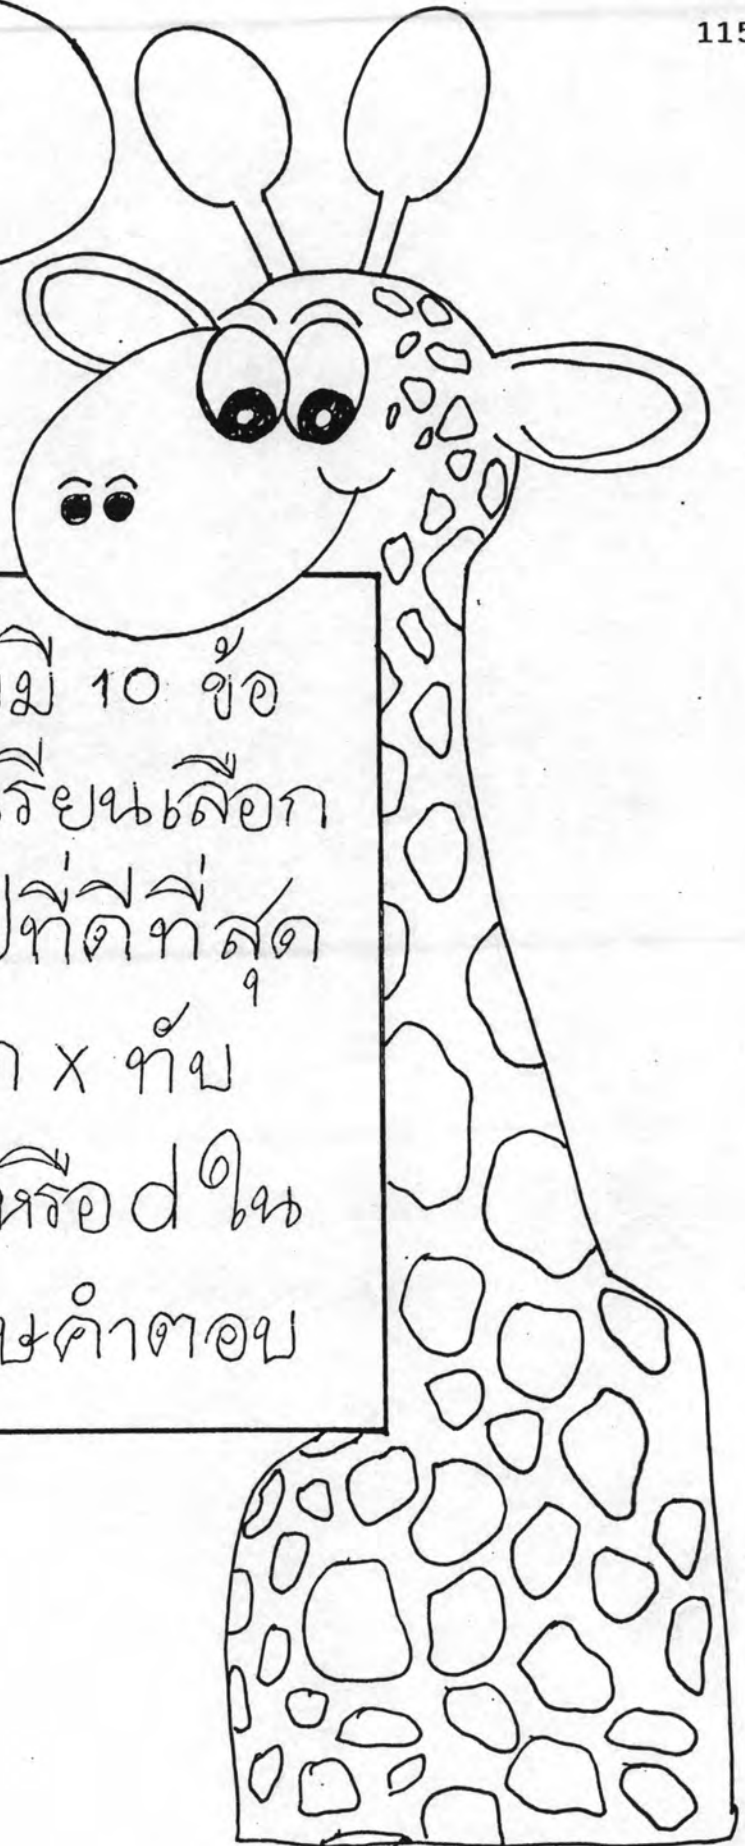 115
มี 10 ข้อ
เรียนเลือก
ที่ดีที่สุด
x ทับ
หรือ d ใน
คำตอบ